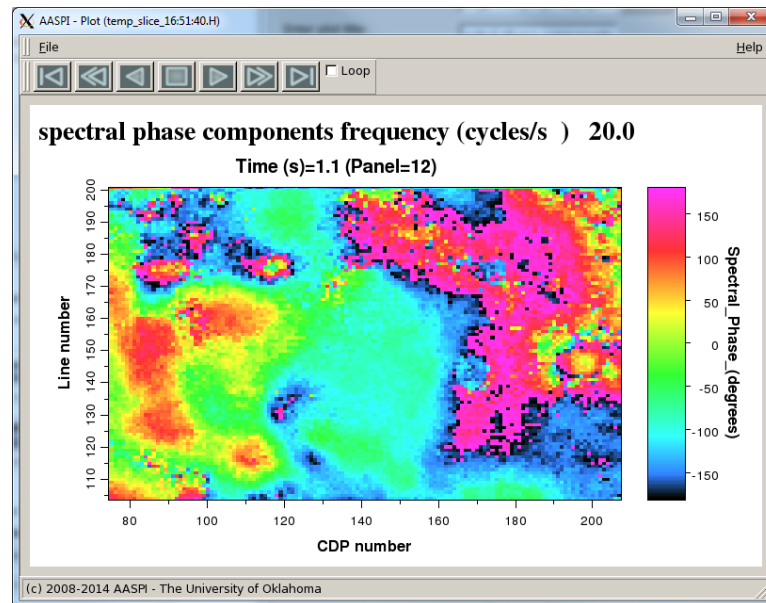 AASPI - Plot (temp_slice_16:51:40.H)
File Help
Loop
spectral phase components frequency (cycles/s ) 20.0
Time (s)=1.1 (Panel=12)
Line number
200
190
180
170
160
150
140
130
120
110
80 100 120 140 160 180 200
CDP number
150
100
50
0
-50
-100
-150
Spectral_Phase_(degrees)
(c) 2008-2014 AASPI - The University of Oklahoma